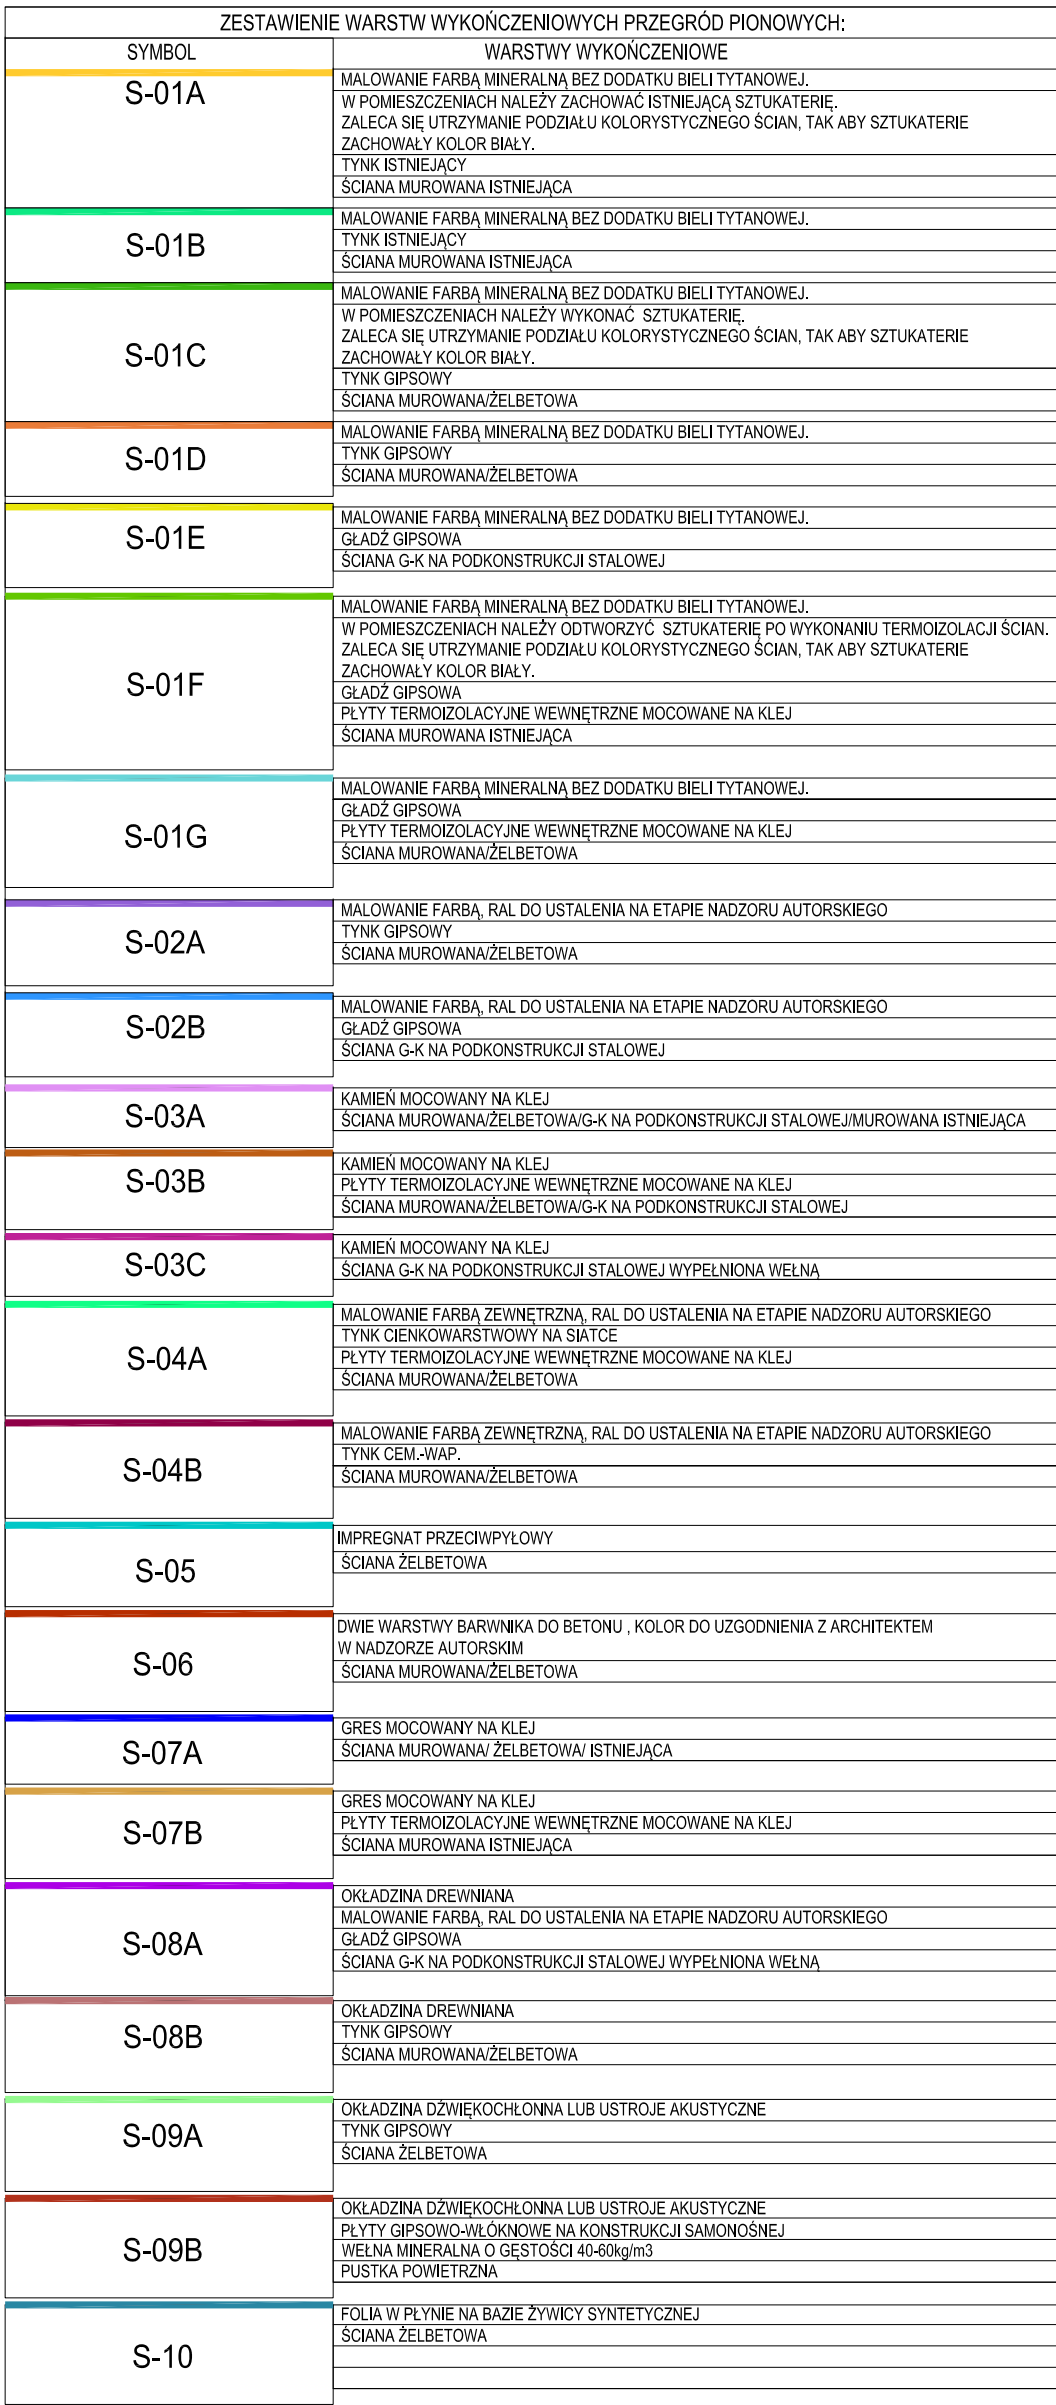 ZESTAWIENIE WARSTW WYKOŃCZENIOWYCH PRZEGRÓD PIONOWYCH:
SYMBOL WARSTWY WYKOŃCZENIOWE
S-01A
MALOWANIE FARBĄ MINERALNĄ BEZ DODATKU BIELI TYTANOWEJ.
W POMIESZCZENIACH NALEŻY ZACHOWAĆ ISTNIEJĄCĄ SZTUKATERIĘ.
ZALECA SIĘ UTRZYMANIE PODZIAŁU KOLORYSTYCZNEGO ŚCIAN, TAK ABY SZTUKATERIE
ZACHOWAŁY KOLOR BIAŁY.
TYNK ISTNIEJĄCY
ŚCIANA MUROWANA ISTNIEJĄCA
S-01B
MALOWANIE FARBĄ MINERALNĄ BEZ DODATKU BIELI TYTANOWEJ.
TYNK ISTNIEJĄCY
ŚCIANA MUROWANA ISTNIEJĄCA
S-01C
MALOWANIE FARBĄ MINERALNĄ BEZ DODATKU BIELI TYTANOWEJ.
W POMIESZCZENIACH NALEŻY WYKONAĆ SZTUKATERIĘ.
ZALECA SIĘ UTRZYMANIE PODZIAŁU KOLORYSTYCZNEGO ŚCIAN, TAK ABY SZTUKATERIE
ZACHOWAŁY KOLOR BIAŁY.
TYNK GIPSOWY
ŚCIANA MUROWANA/ŻELBETOWA
S-01D
MALOWANIE FARBĄ MINERALNĄ BEZ DODATKU BIELI TYTANOWEJ.
TYNK GIPSOWY
ŚCIANA MUROWANA/ŻELBETOWA
S-01E
MALOWANIE FARBĄ MINERALNĄ BEZ DODATKU BIELI TYTANOWEJ.
GŁADŹ GIPSOWA
ŚCIANA G-K NA PODKONSTRUKCJI STALOWEJ
S-01F
MALOWANIE FARBĄ MINERALNĄ BEZ DODATKU BIELI TYTANOWEJ.
W POMIESZCZENIACH NALEŻY ODTWORZYĆ SZTUKATERIĘ PO WYKONANIU TERMOIZOLACJI ŚCIAN.
ZALECA SIĘ UTRZYMANIE PODZIAŁU KOLORYSTYCZNEGO ŚCIAN, TAK ABY SZTUKATERIE
ZACHOWAŁY KOLOR BIAŁY.
GŁADŹ GIPSOWA
PŁYTY TERMOIZOLACYJNE WEWNĘTRZNE MOCOWANE NA KLEJ
ŚCIANA MUROWANA ISTNIEJĄCA
S-01G
MALOWANIE FARBĄ MINERALNĄ BEZ DODATKU BIELI TYTANOWEJ.
GŁADŹ GIPSOWA
PŁYTY TERMOIZOLACYJNE WEWNĘTRZNE MOCOWANE NA KLEJ
ŚCIANA MUROWANA/ŻELBETOWA
S-02A
MALOWANIE FARBĄ, RAL DO USTALENIA NA ETAPIE NADZORU AUTORSKIEGO
TYNK GIPSOWY
ŚCIANA MUROWANA/ŻELBETOWA
S-02B
MALOWANIE FARBĄ, RAL DO USTALENIA NA ETAPIE NADZORU AUTORSKIEGO
GŁADŹ GIPSOWA
ŚCIANA G-K NA PODKONSTRUKCJI STALOWEJ
S-03A
KAMIEŃ MOCOWANY NA KLEJ
ŚCIANA MUROWANA/ŻELBETOWA/G-K NA PODKONSTRUKCJI STALOWEJ/MUROWANA ISTNIEJĄCA
S-03B
KAMIEŃ MOCOWANY NA KLEJ
PŁYTY TERMOIZOLACYJNE WEWNĘTRZNE MOCOWANE NA KLEJ
ŚCIANA MUROWANA/ŻELBETOWA/G-K NA PODKONSTRUKCJI STALOWEJ
S-03C
KAMIEŃ MOCOWANY NA KLEJ
ŚCIANA G-K NA PODKONSTRUKCJI STALOWEJ WYPEŁNIONA WEŁNĄ
S-04A
MALOWANIE FARBĄ ZEWNĘTRZNĄ, RAL DO USTALENIA NA ETAPIE NADZORU AUTORSKIEGO
TYNK CIENKOWARSTWOWY NA SIATCE
PŁYTY TERMOIZOLACYJNE WEWNĘTRZNE MOCOWANE NA KLEJ
ŚCIANA MUROWANA/ŻELBETOWA
S-04B
MALOWANIE FARBĄ ZEWNĘTRZNĄ, RAL DO USTALENIA NA ETAPIE NADZORU AUTORSKIEGO
TYNK CEM.-WAP.
ŚCIANA MUROWANA/ŻELBETOWA
S-05
IMPREGNAT PRZECIWPYŁOWY
ŚCIANA ŻELBETOWA
S-06
DWIE WARSTWY BARWNIKA DO BETONU , KOLOR DO UZGODNIENIA Z ARCHITEKTEM
W NADZORZE AUTORSKIM
ŚCIANA MUROWANA/ŻELBETOWA
S-07A
GRES MOCOWANY NA KLEJ
ŚCIANA MUROWANA/ ŻELBETOWA/ ISTNIEJĄCA
S-07B
GRES MOCOWANY NA KLEJ
PŁYTY TERMOIZOLACYJNE WEWNĘTRZNE MOCOWANE NA KLEJ
ŚCIANA MUROWANA ISTNIEJĄCA
S-08A
OKŁADZINA DREWNIANA
MALOWANIE FARBĄ, RAL DO USTALENIA NA ETAPIE NADZORU AUTORSKIEGO
GŁADŹ GIPSOWA
ŚCIANA G-K NA PODKONSTRUKCJI STALOWEJ WYPEŁNIONA WEŁNĄ
S-08B
OKŁADZINA DREWNIANA
TYNK GIPSOWY
ŚCIANA MUROWANA/ŻELBETOWA
S-09A
OKŁADZINA DŹWIĘKOCHŁONNA LUB USTROJE AKUSTYCZNE
TYNK GIPSOWY
ŚCIANA ŻELBETOWA
S-09B
OKŁADZINA DŹWIĘKOCHŁONNA LUB USTROJE AKUSTYCZNE
PŁYTY GIPSOWO-WŁÓKNOWE NA KONSTRUKCJI SAMONOŚNEJ
WEŁNA MINERALNA O GĘSTOŚCI 40-60kg/m3
PUSTKA POWIETRZNA
S-10
FOLIA W PŁYNIE NA BAZIE ŻYWICY SYNTETYCZNEJ
ŚCIANA ŻELBETOWA